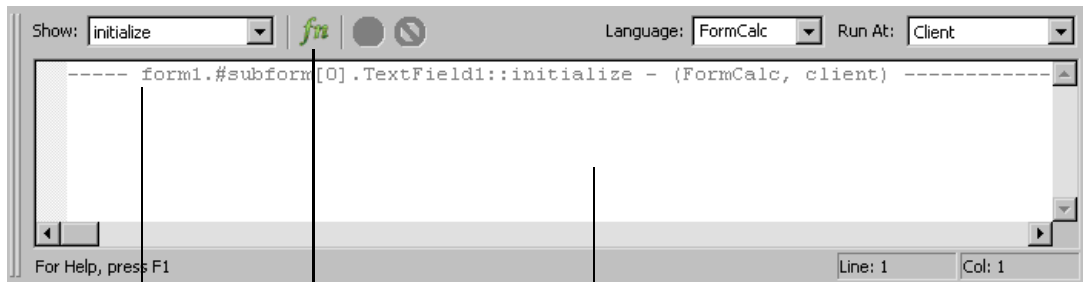 Show: initialize fn Language: FormCalc Run At: Client
----- form1.#subform[0].TextField1::initialize - (FormCalc, client) ------------
For Help, press F1 Line: 1 Col: 1